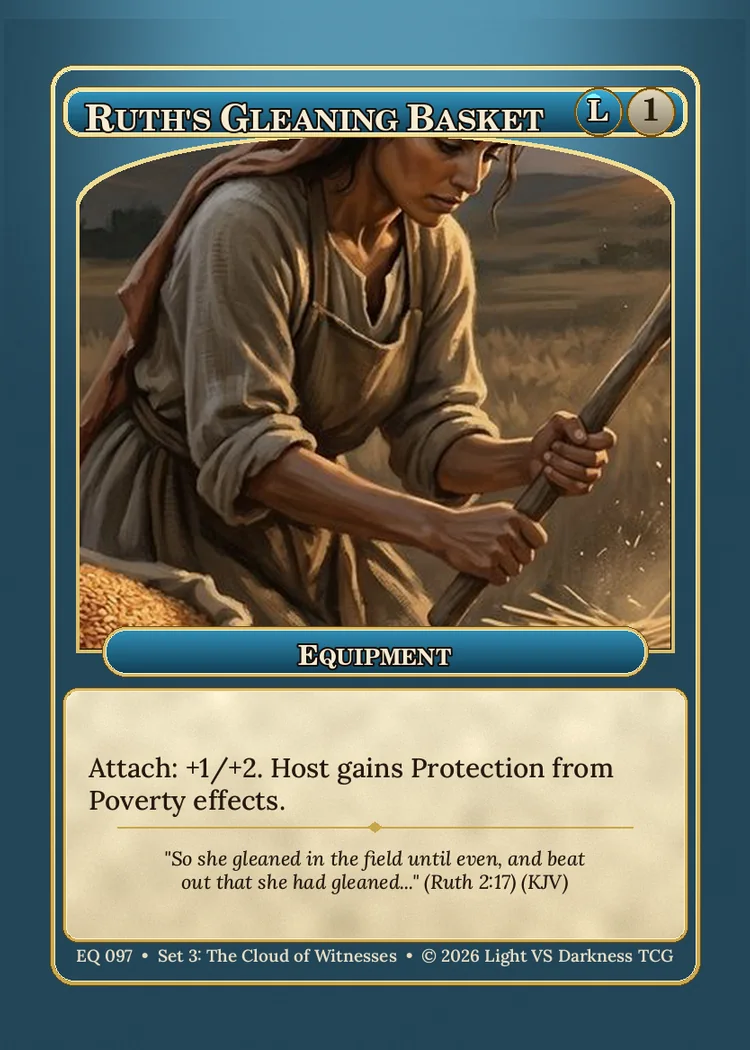 Ruth's Gleaning Basket L 1
Equipment
Attach: +1/+2. Host gains Protection from
Poverty effects.
"So she gleaned in the field until even, and beat
out that she had gleaned..." (Ruth 2:17) (KJV)
EQ 097 • Set 3: The Cloud of Witnesses • © 2026 Light VS Darkness TCG